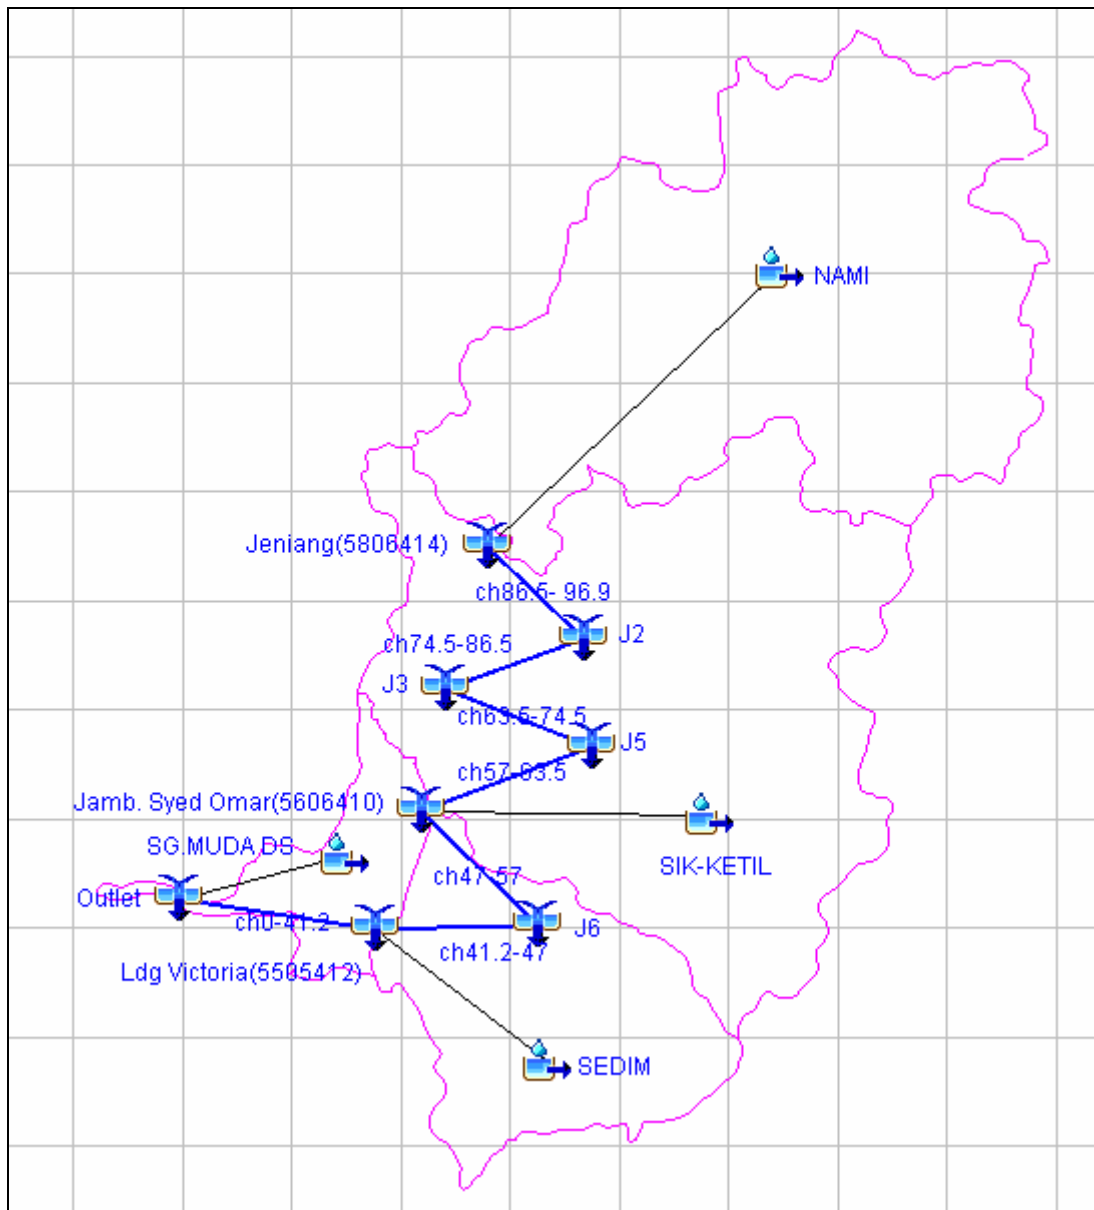 NAMI
Jeniang(5806414)
ch86.5- 96.9
J2
ch74.5-86.5
J3
ch63.5-74.5
J5
ch57-63.5
Jamb. Syed Omar(5606410)
SG.MUDA DS
SIK-KETIL
ch47-57
Outlet
ch0-41.2
J6
ch41.2-47
Ldg Victoria(5505412)
SEDIM